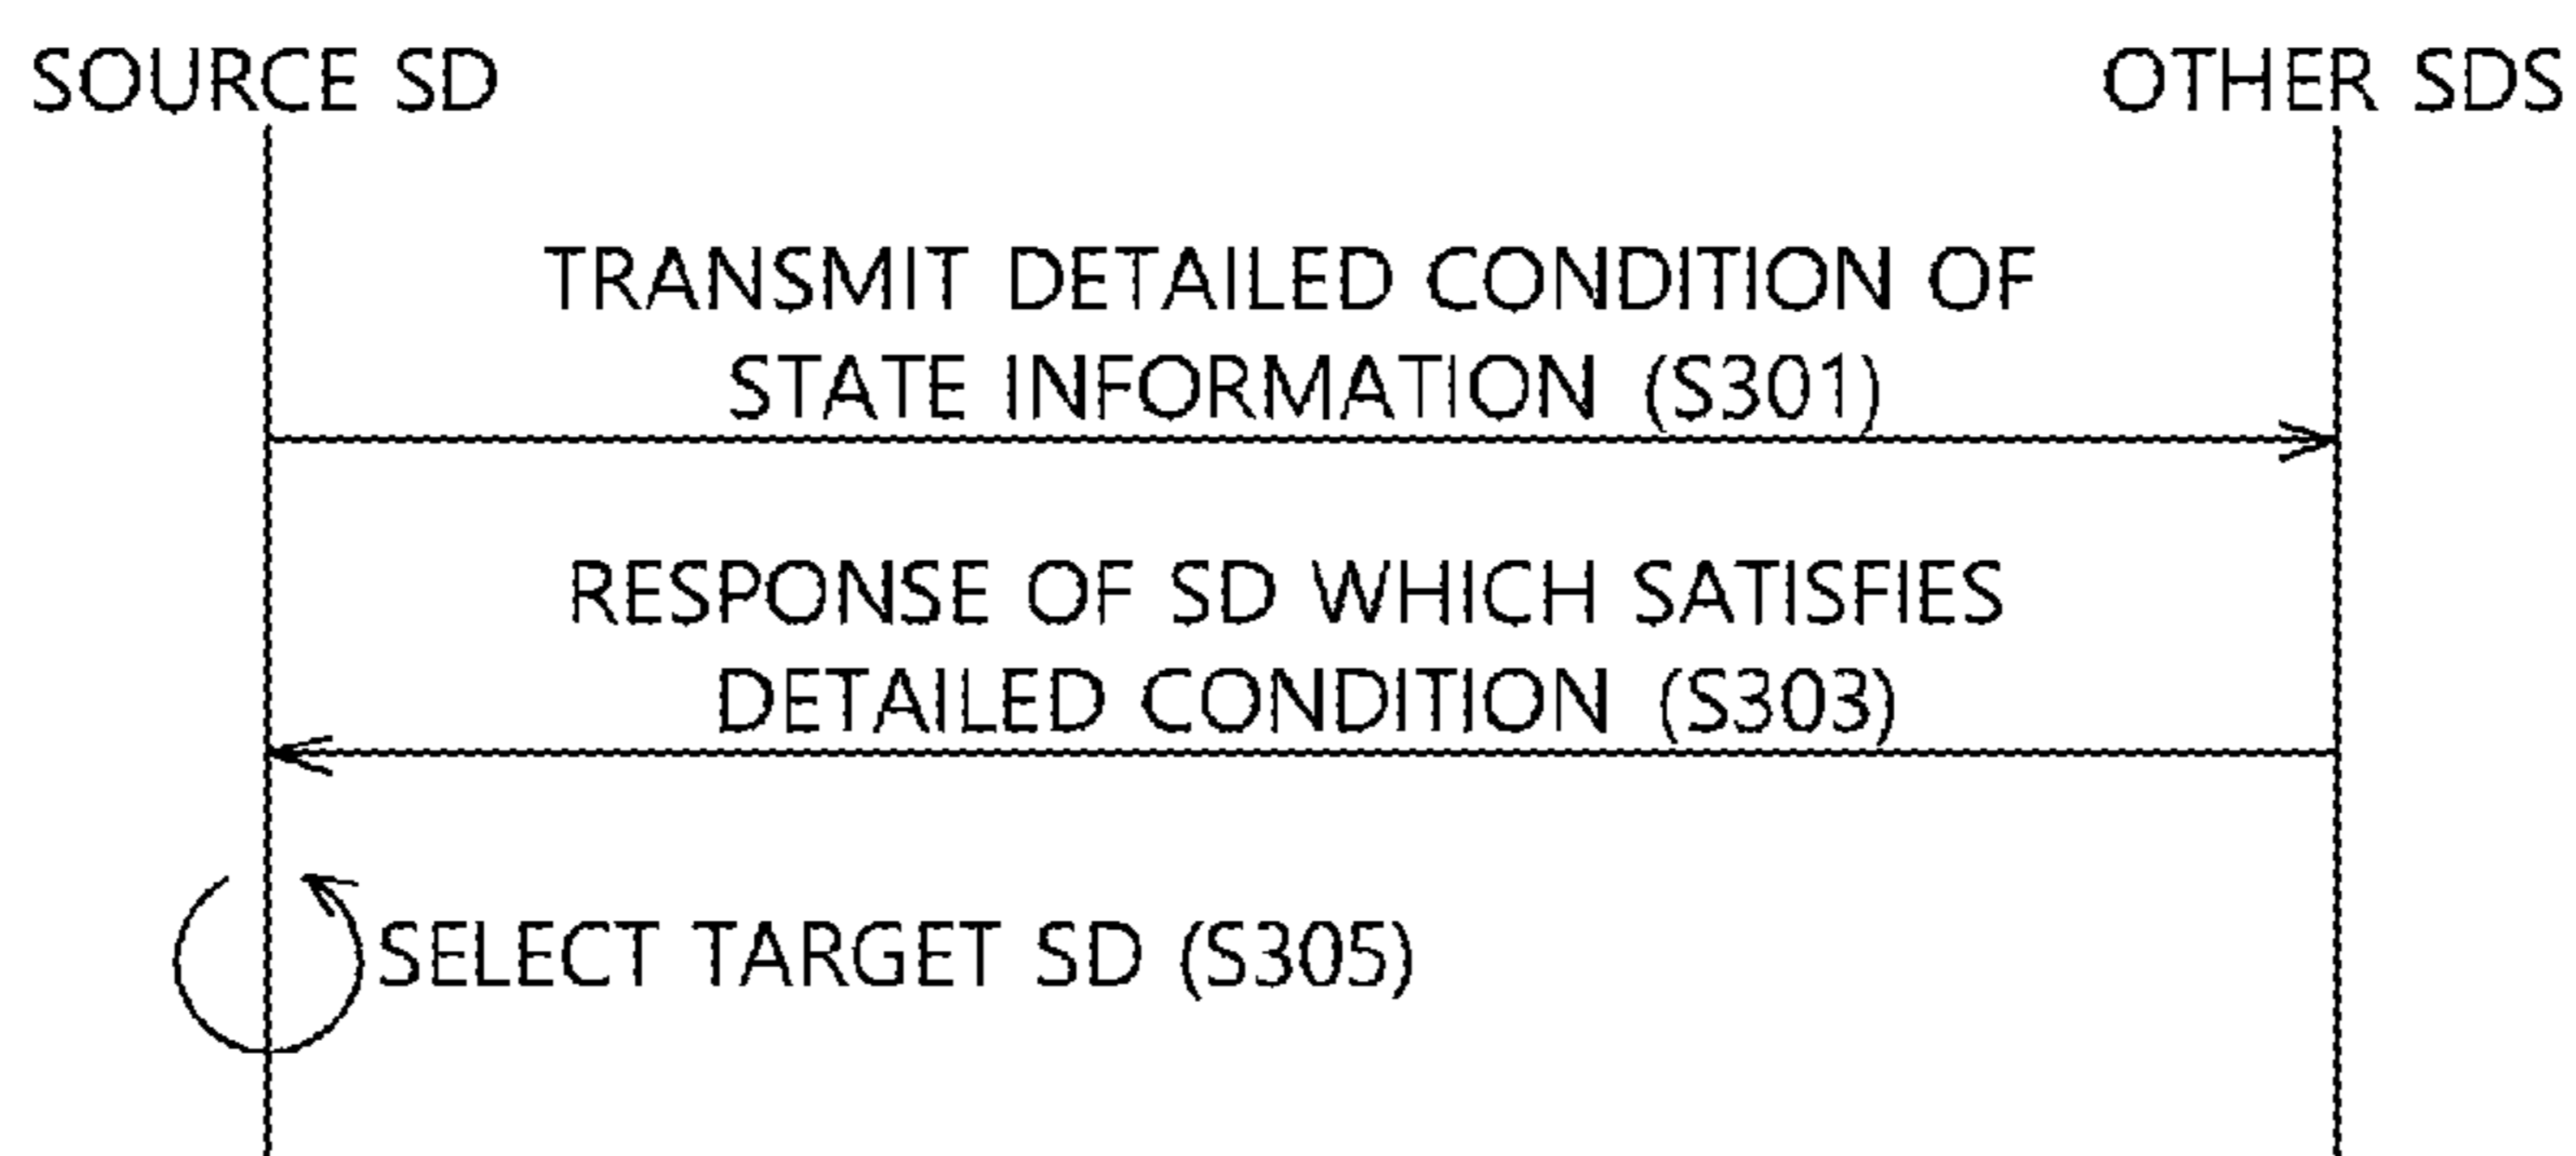 SOURCE SD
OTHER SDS
TRANSMIT DETAILED CONDITION OF
STATE INFORMATION (S301)
RESPONSE OF SD WHICH SATISFIES
DETAILED CONDITION (S303)
SELECT TARGET SD (S305)